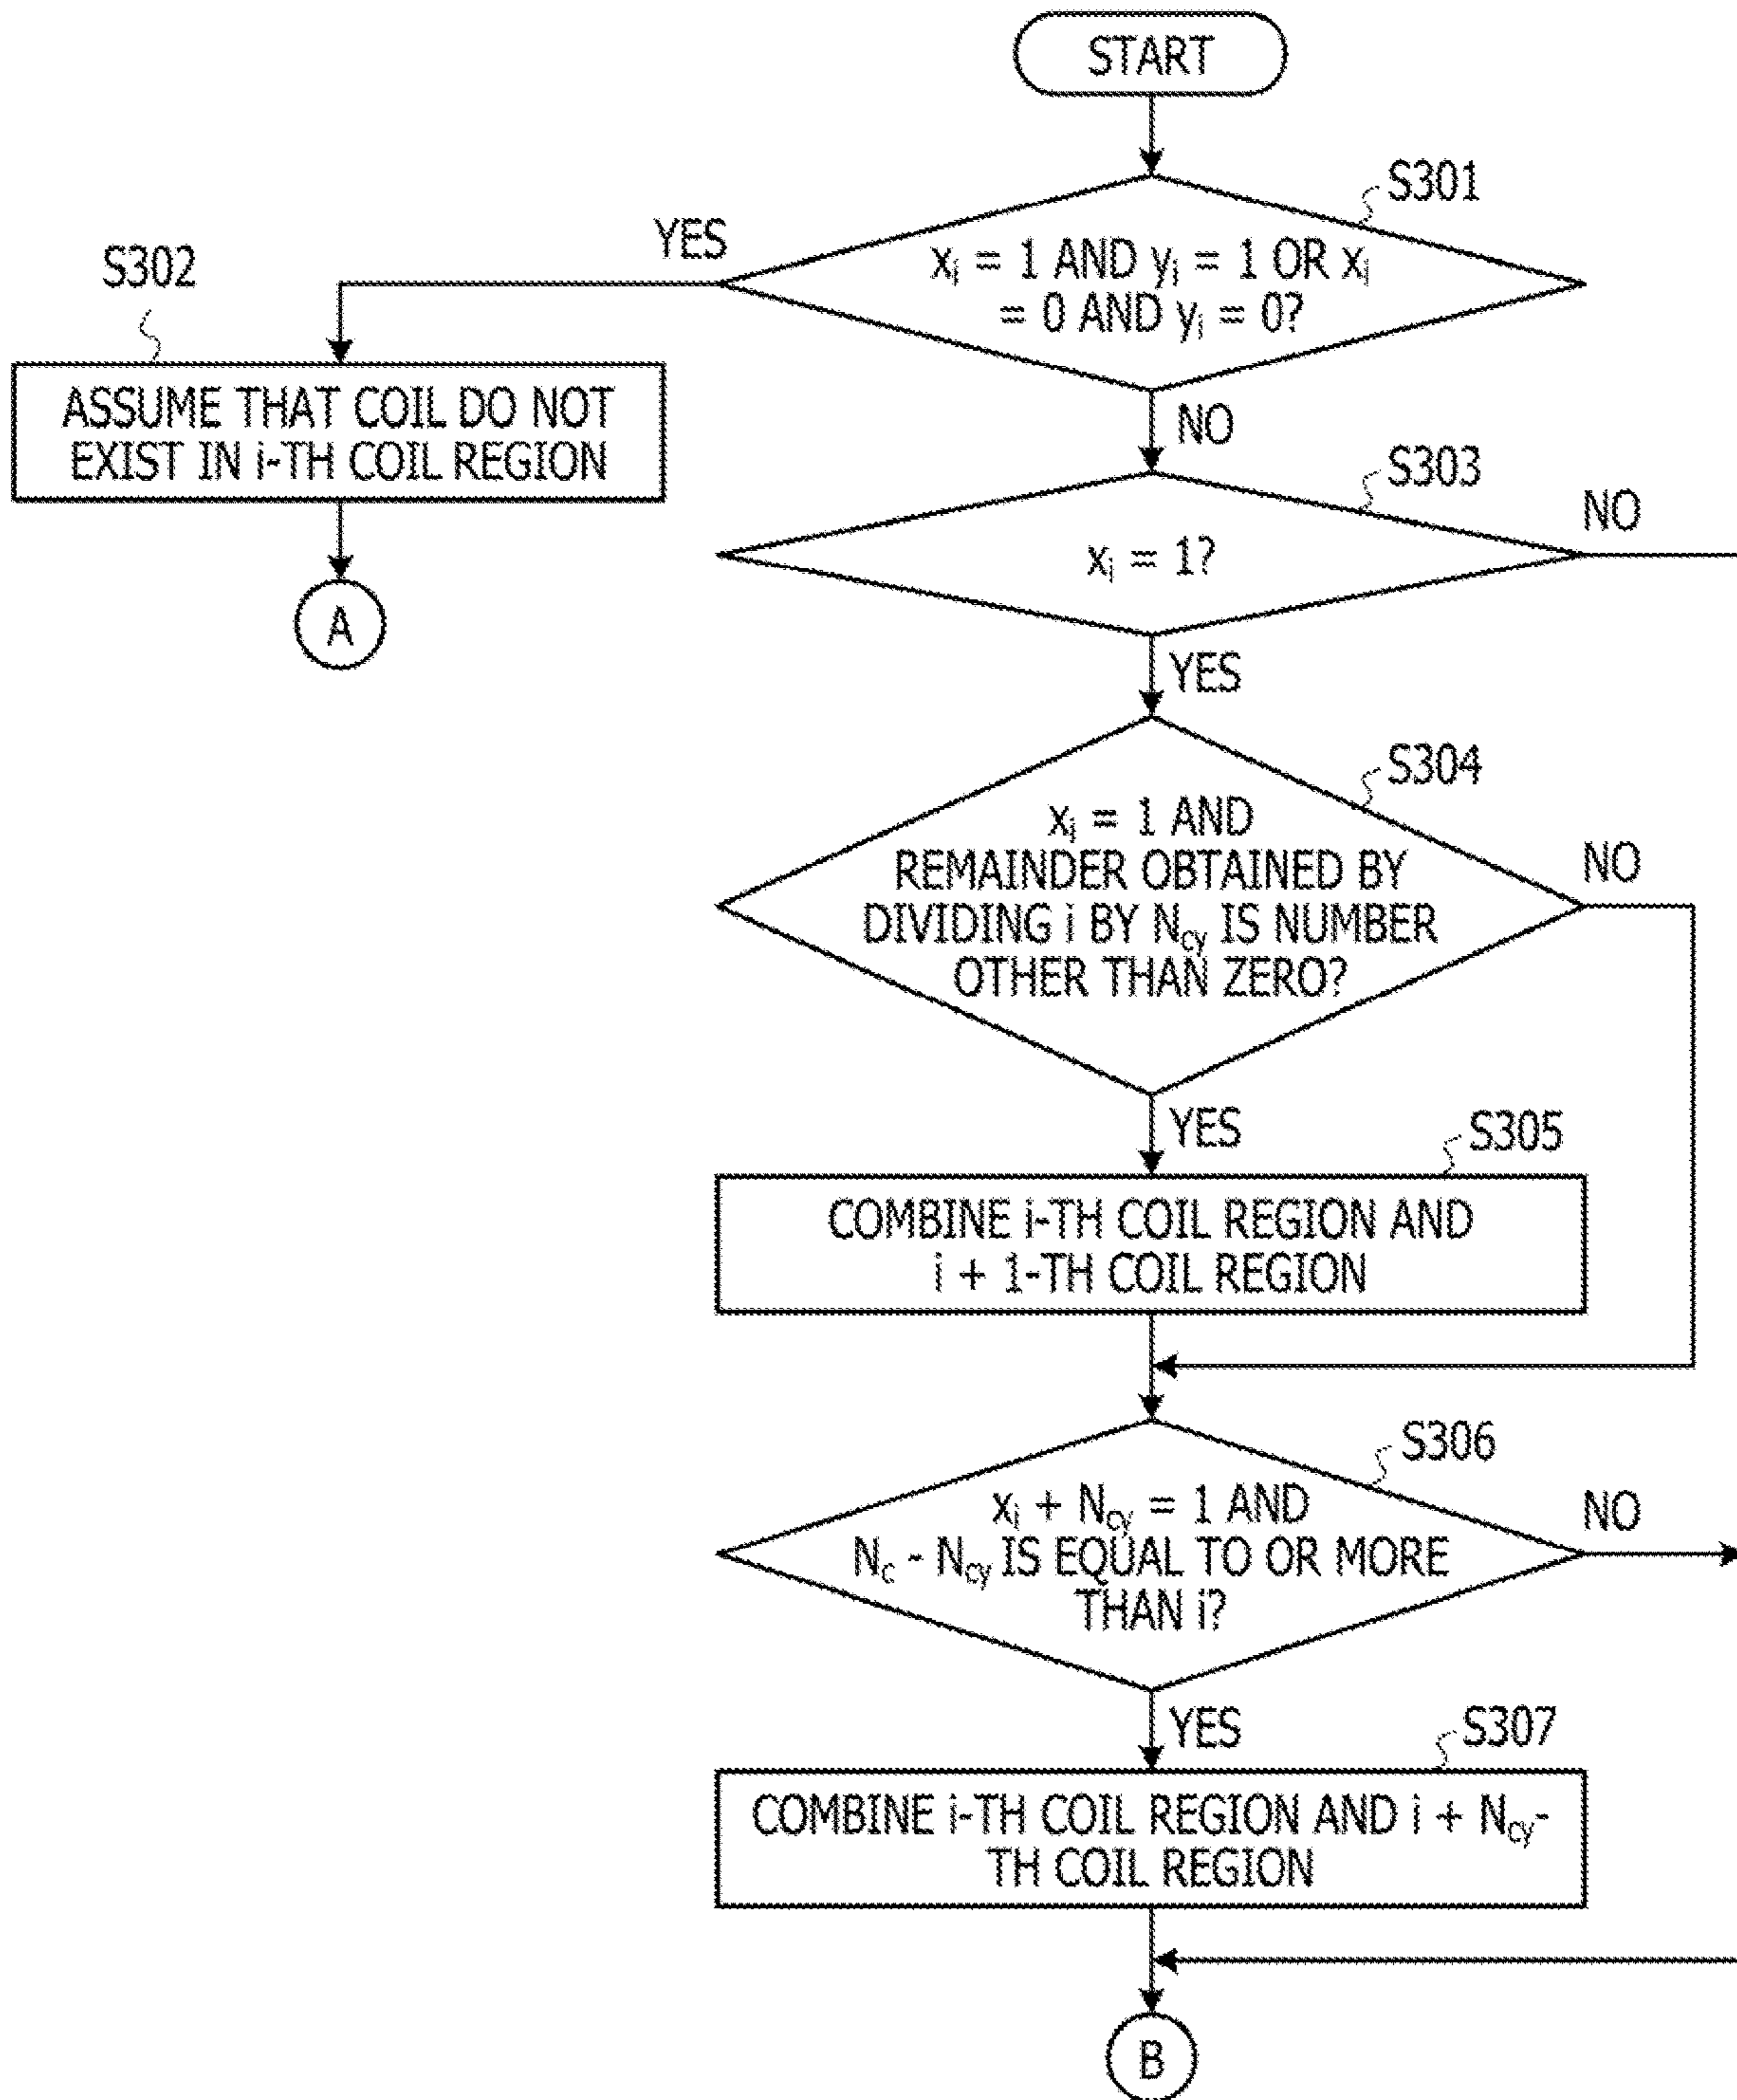 START
S301
YES
x_i = 1 AND y_i = 1 OR x_i
= 0 AND y_i = 0?
S302
ASSUME THAT COIL DO NOT
EXIST IN i-TH COIL REGION
NO
A
S303
NO
x_i = 1?
YES
S304
x_i = 1 AND
REMAINDER OBTAINED BY
DIVIDING i BY N_cy IS NUMBER
OTHER THAN ZERO?
NO
YES
S305
COMBINE i-TH COIL REGION AND
i + 1-TH COIL REGION
S306
x_i + N_cy = 1 AND
N_c - N_cy IS EQUAL TO OR MORE
THAN i?
NO
YES
S307
COMBINE i-TH COIL REGION AND i + N_cy-
TH COIL REGION
B